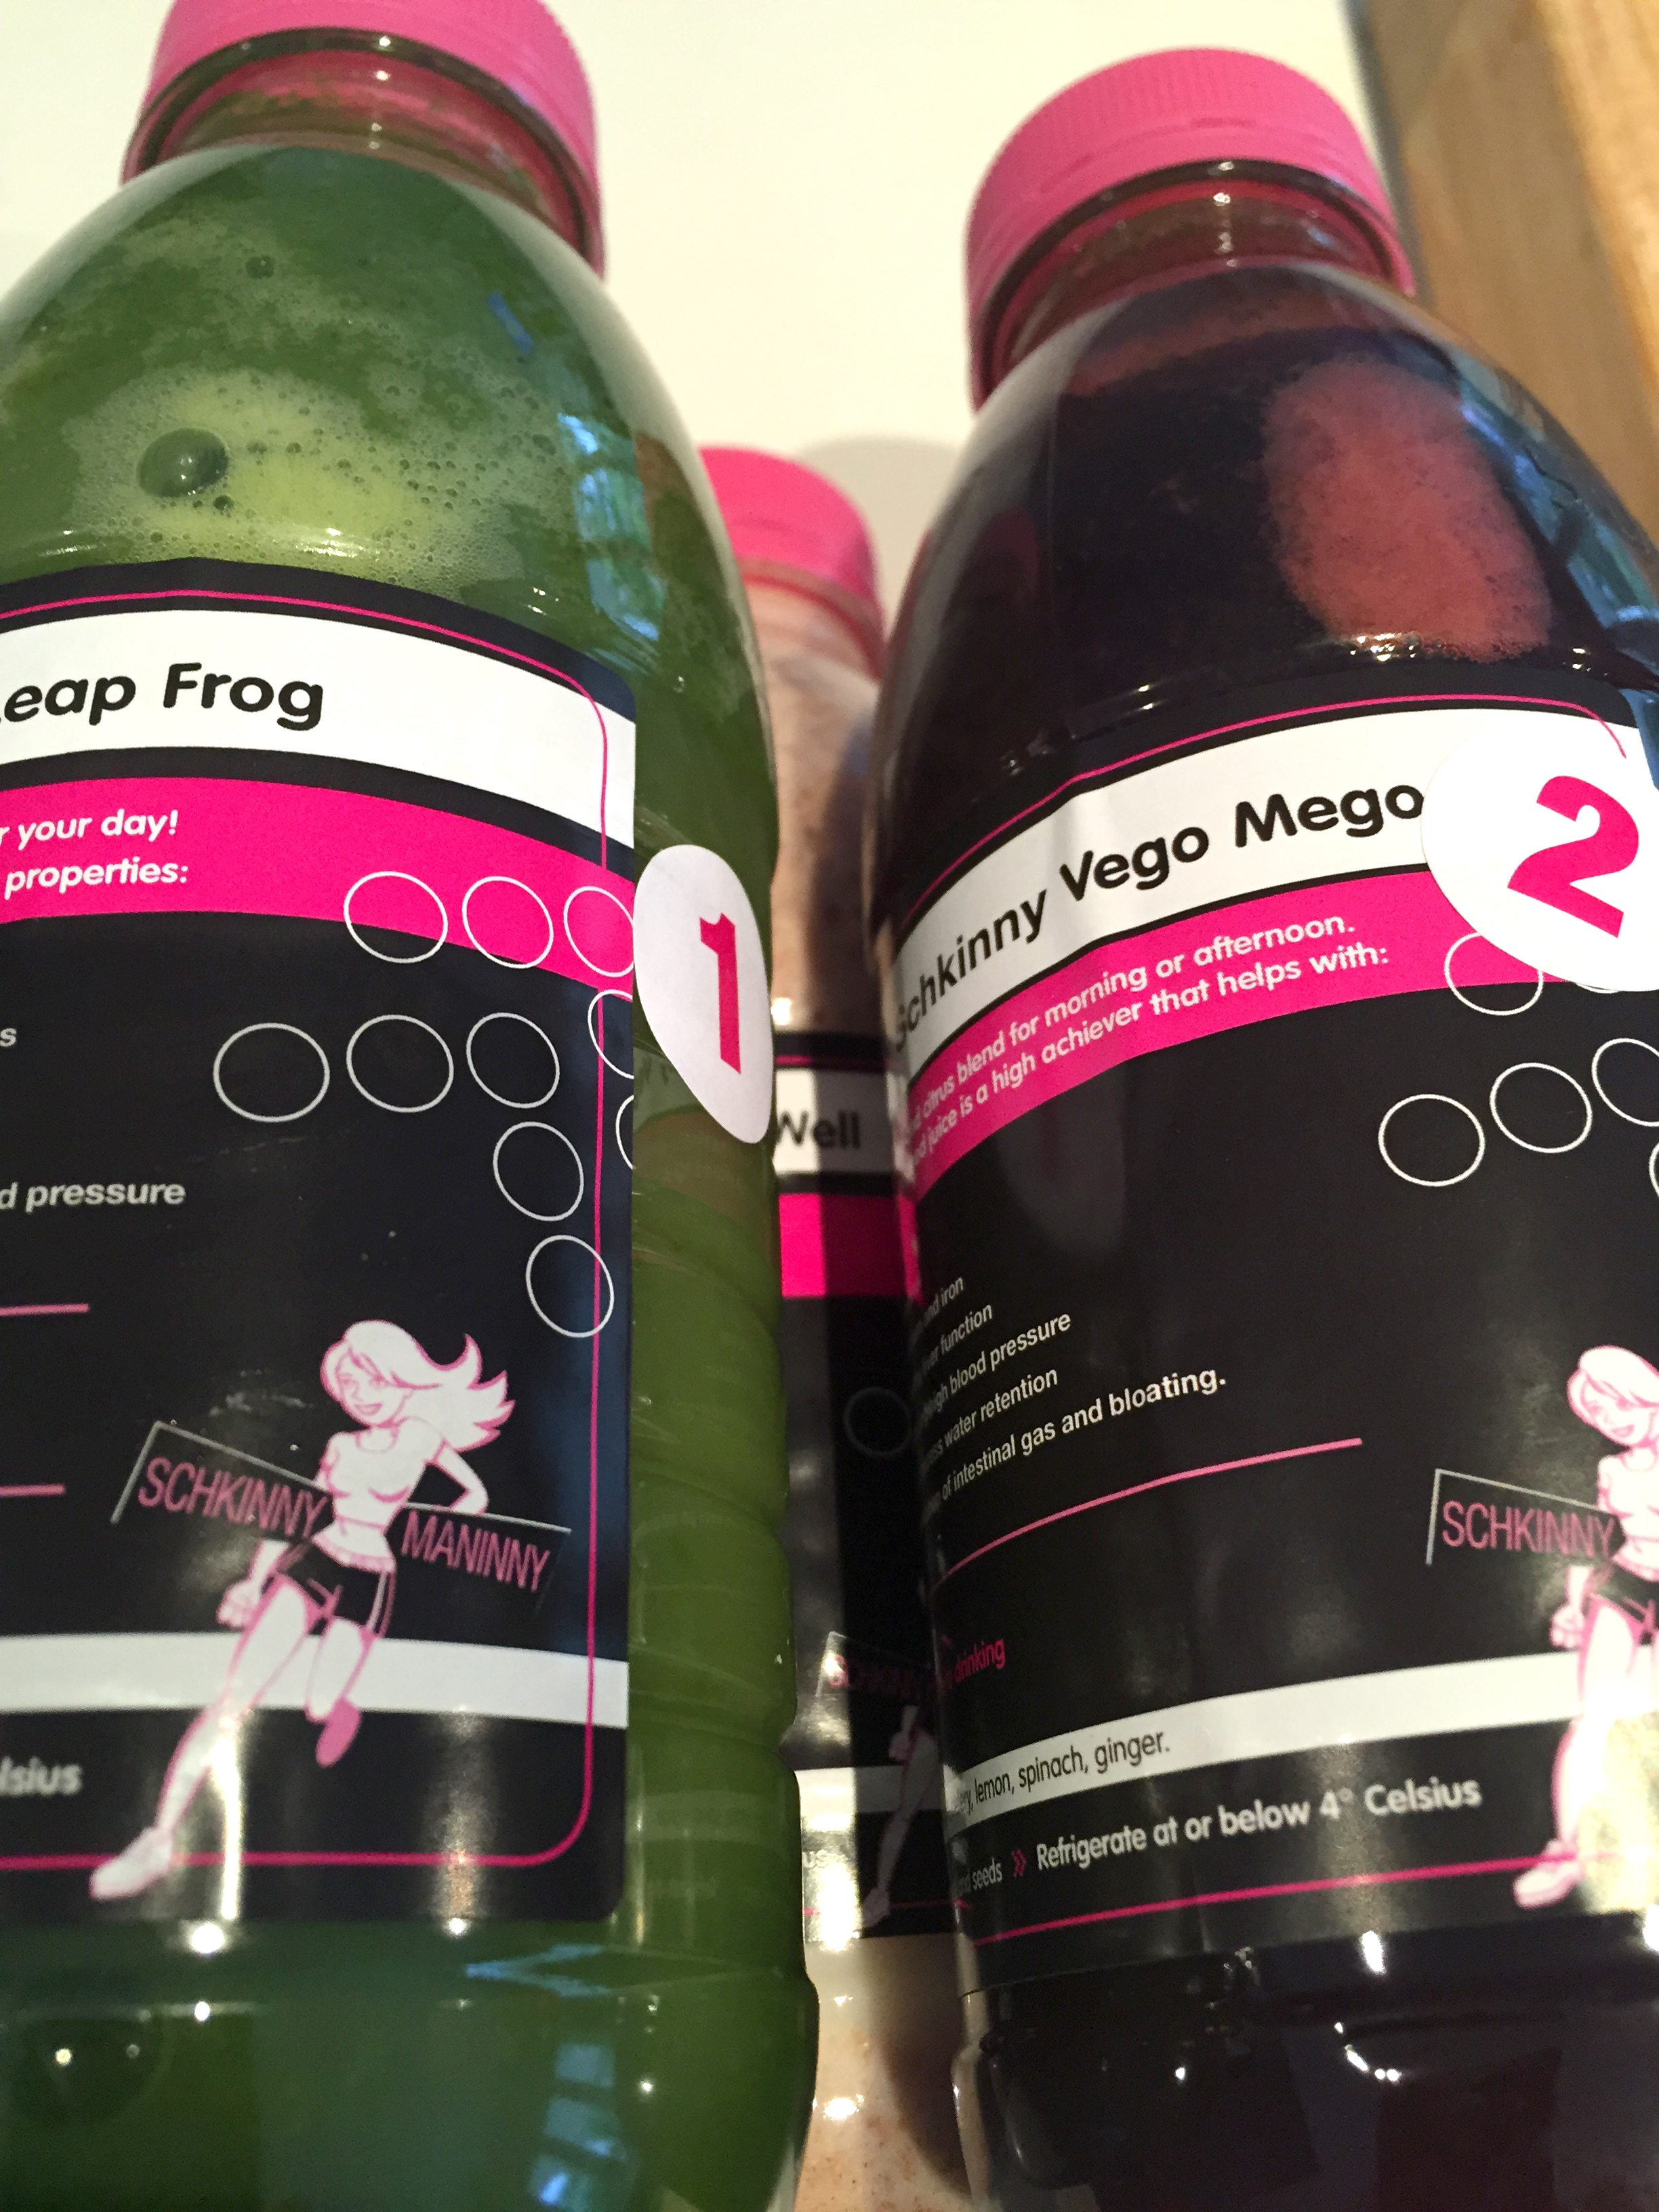 Leap Frog
your day!
properties:
1
pressure
SCHKINNY MANINNY
Well
Schkinny Vego Mego
2
citrus blend for morning or afternoon.
juice is a high achiever that helps with:
and iron
function
blood pressure
water retention
of intestinal gas and bloating.
SCHKINNY
drinking
lemon, spinach, ginger.
seeds » Refrigerate at or below 4° Celsius